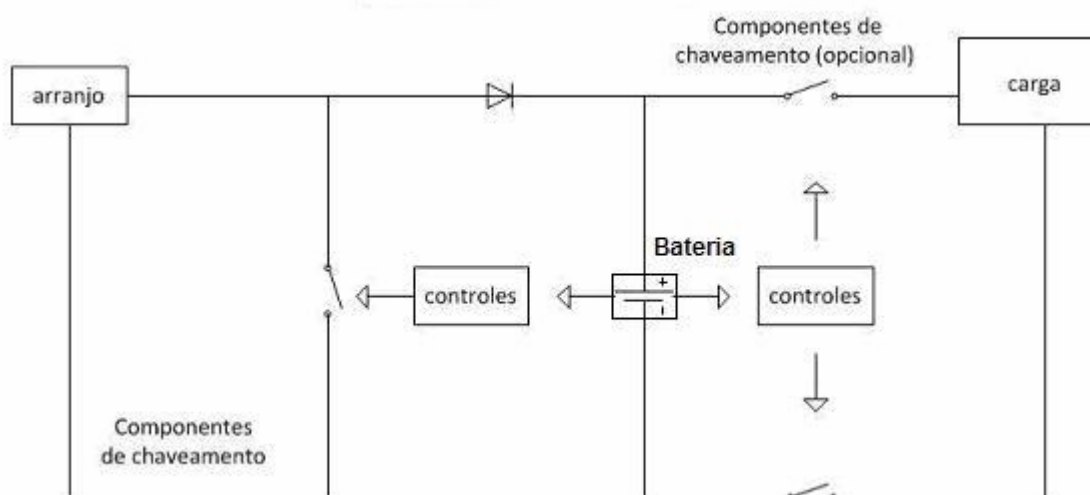 Componentes de
chaveamento (opcional)
arranjo
carga
Bateria
+
-
controles
controles
Componentes
de chaveamento